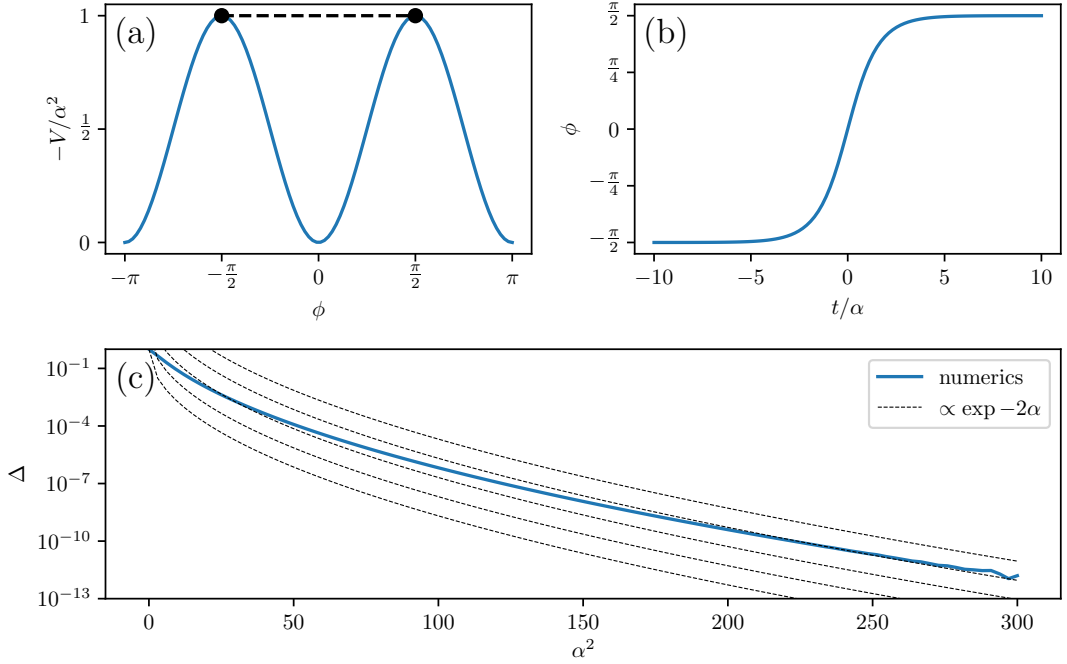 (a)
−V/α²
1
1/2
0
−π
−π/2
0
π/2
π
ϕ
(b)
ϕ
π/2
π/4
0
−π/4
−π/2
−10
−5
0
5
10
t/α
(c)
Δ
10⁻¹
10⁻⁴
10⁻⁷
10⁻¹⁰
10⁻¹³
numerics
∝ exp −2α
0
50
100
150
200
250
300
α²